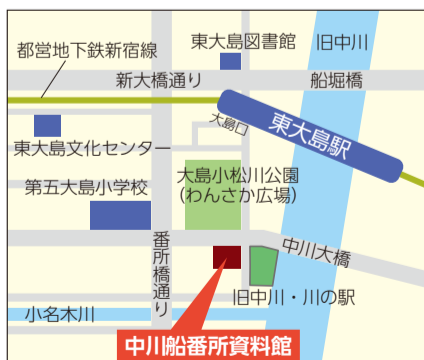 東大島図書館
旧中川
都営地下鉄新宿線
新大橋通り
船堀橋
大島口
東大島駅
東大島文化センター
大島小松川公園
(わんさか広場)
第五大島小学校
番所橋通り
中川大橋
旧中川・川の駅
小名木川
中川船番所資料館